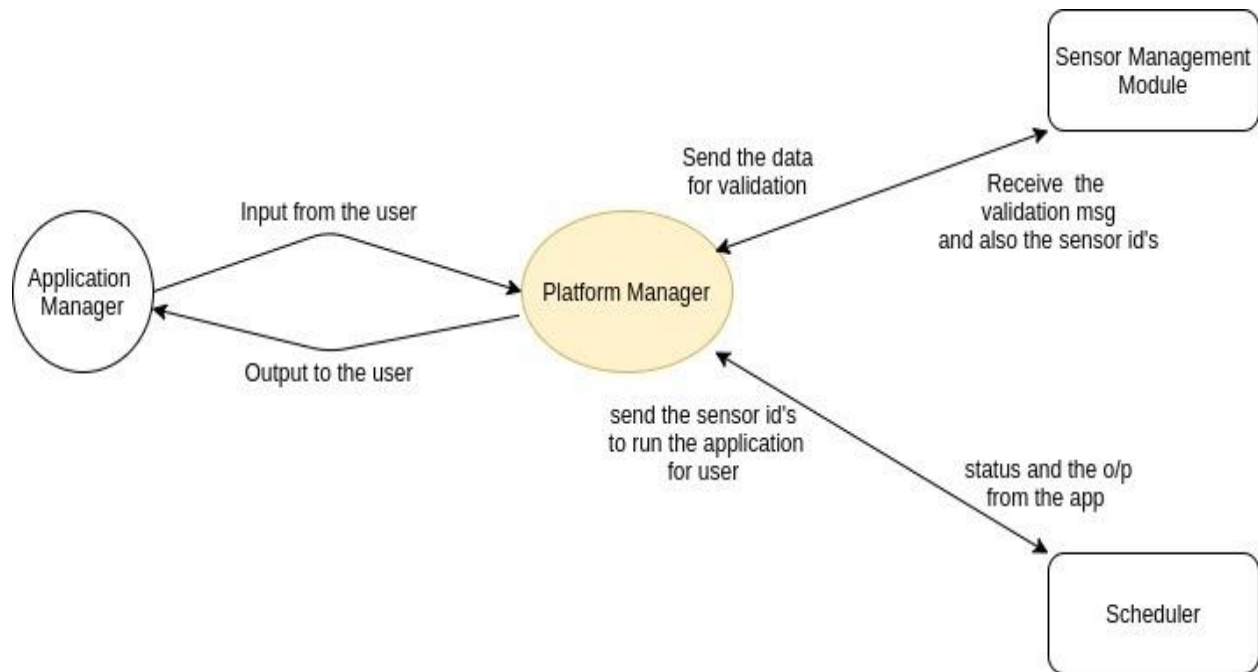 Sensor Management
Module
Send the data
for validation
Receive the
validation msg
and also the sensor id's
Input from the user
Application
Manager
Platform Manager
Output to the user
send the sensor id's
to run the application
for user
status and the o/p
from the app
Scheduler